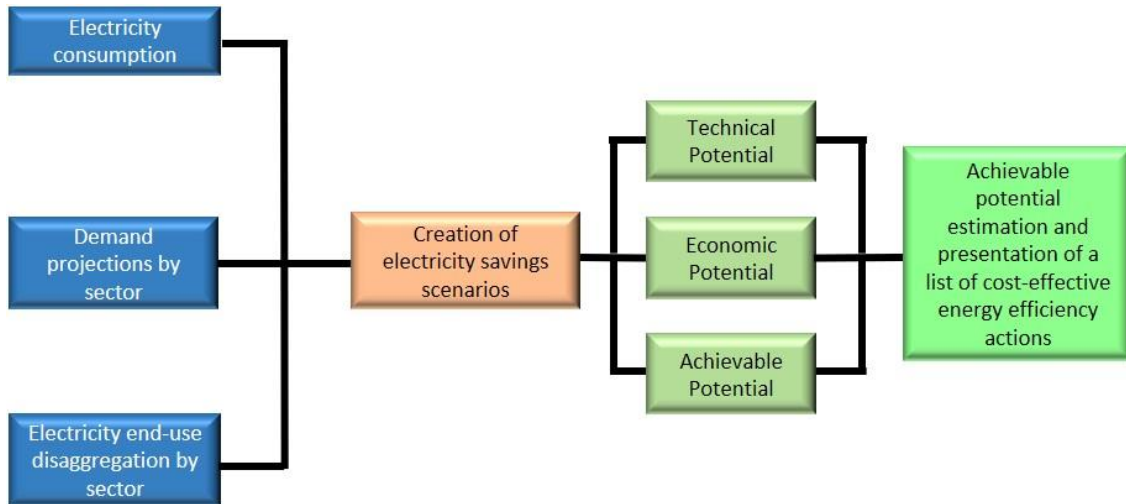 Electricity
consumption
Demand
projections by
sector
Electricity end-use
disaggregation by
sector
Creation of
electricity savings
scenarios
Technical
Potential
Economic
Potential
Achievable
Potential
Achievable
potential
estimation and
presentation of a
list of cost-effective
energy efficiency
actions